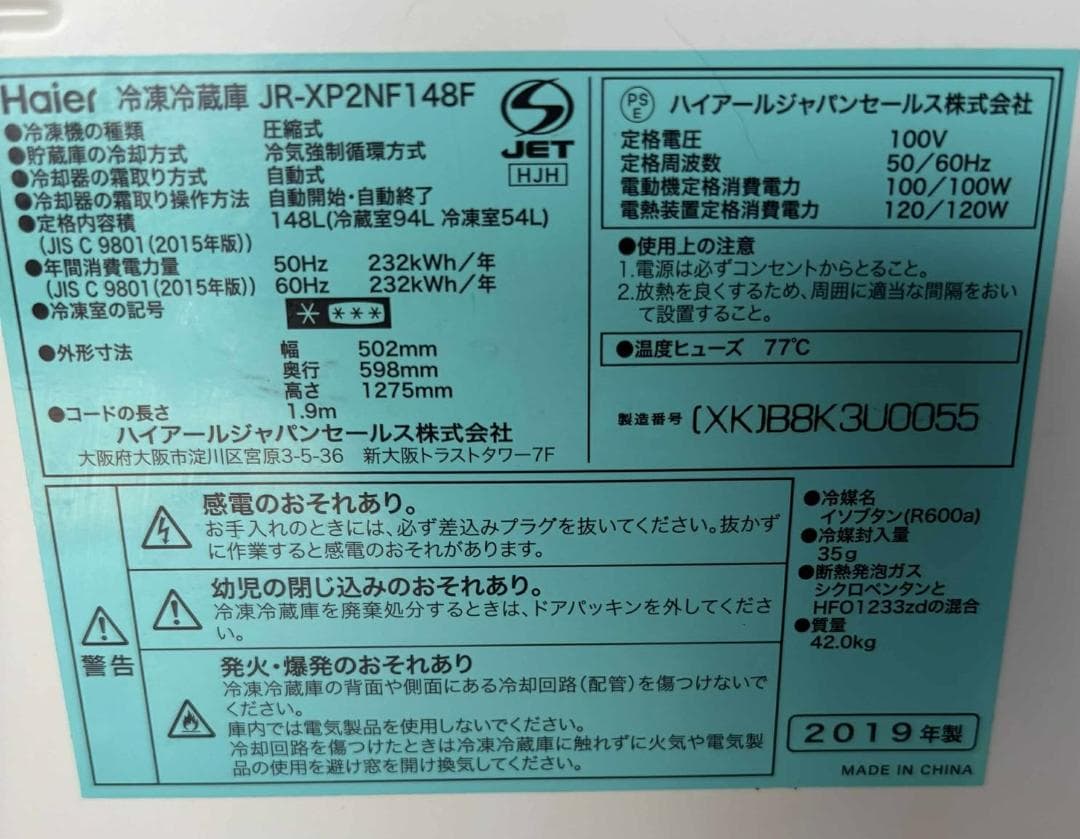 Haier 冷凍冷蔵庫 JR-XP2NF148F
●冷凍機の種類 圧縮式
●貯蔵庫の冷却方式 冷気強制循環方式
●冷却器の霜取り方式 自動式
●冷却器の霜取り操作方法 自動開始・自動終了
●定格内容積 148L(冷蔵室94L 冷凍室54L)
(JIS C 9801(2015年版))
●年間消費電力量 50Hz 232kWh/年
(JIS C 9801(2015年版)) 60Hz 232kWh/年
●冷凍室の記号
●外形寸法 幅 502mm
奥行 598mm
高さ 1275mm
●コードの長さ 1.9m
ハイアールジャパンセールス株式会社
大阪府大阪市淀川区宮原3-5-36 新大阪トラストタワー7F
JET
HJH
PS
E
ハイアールジャパンセールス株式会社
定格電圧 100V
定格周波数 50/60Hz
電動機定格消費電力 100/100W
電熱装置定格消費電力 120/120W
●使用上の注意
1.電源は必ずコンセントからとること。
2.放熱を良くするため、周囲に適当な間隔をおい
て設置すること。
●温度ヒューズ 77℃
製造番号 (XK)B8K3U0055
警告
感電のおそれあり。
お手入れのときには、必ず差込みプラグを抜いてください。抜かず
に作業すると感電のおそれがあります。
幼児の閉じ込みのおそれあり。
冷凍冷蔵庫を廃棄処分するときは、ドアパッキンを外してくださ
い。
発火・爆発のおそれあり
冷凍冷蔵庫の背面や側面にある冷却回路(配管)を傷つけないで
ください。
庫内では電気製品を使用しないでください。
冷却回路を傷つけたときは冷凍冷蔵庫に触れずに火気や電気製
品の使用を避け窓を開け換気してください。
●冷媒名
イソブタン(R600a)
●冷媒封入量
35g
●断熱発泡ガス
シクロペンタンと
HFO1233zdの混合
●質量
42.0kg
2019年製
MADE IN CHINA